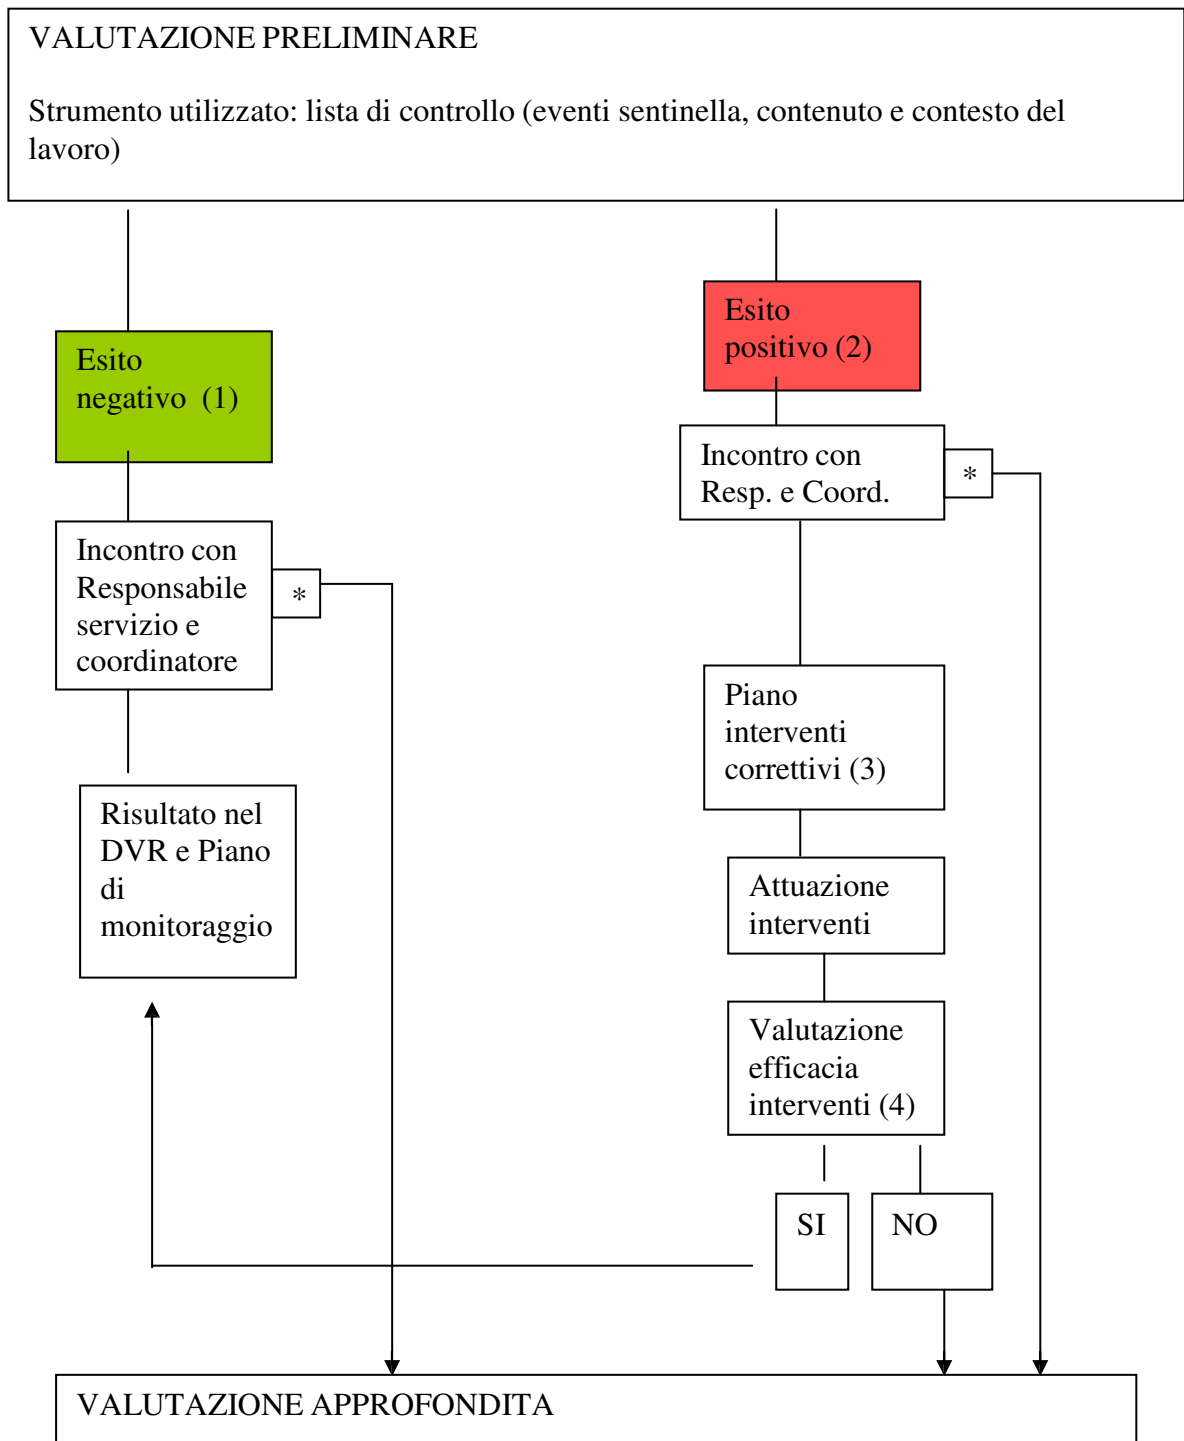 VALUTAZIONE PRELIMINARE
Strumento utilizzato: lista di controllo (eventi sentinella, contenuto e contesto del
lavoro)
Esito
negativo (1)
Incontro con
Responsabile
servizio e
coordinatore
*
Risultato nel
DVR e Piano
di
monitoraggio
Esito
positivo (2)
Incontro con
Resp. e Coord.
*
Piano
interventi
correttivi (3)
Attuazione
interventi
Valutazione
efficacia
interventi (4)
SI
NO
VALUTAZIONE APPROFONDITA